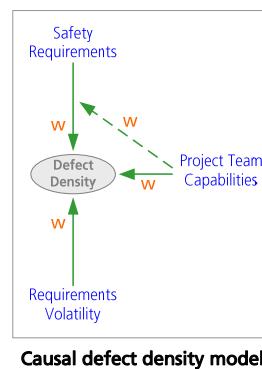 Safety
Requirements
w
w
Defect
Density
Project Team
Capabilities
w
w
Requirements
Volatility
Causal defect density model